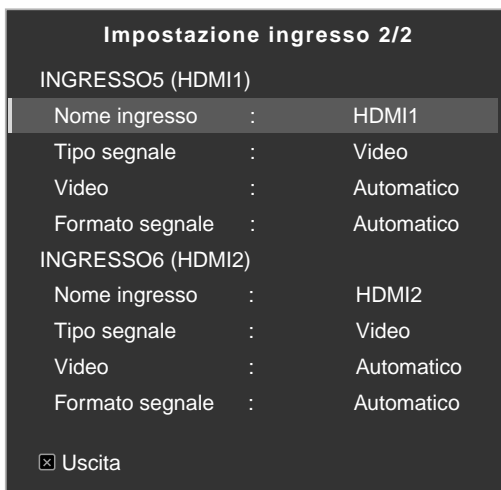 Impostazione ingresso 2/2
INGRESSO5 (HDMI1)
Nome ingresso : HDMI1
Tipo segnale : Video
Video : Automatico
Formato segnale : Automatico
INGRESSO6 (HDMI2)
Nome ingresso : HDMI2
Tipo segnale : Video
Video : Automatico
Formato segnale : Automatico
Uscita